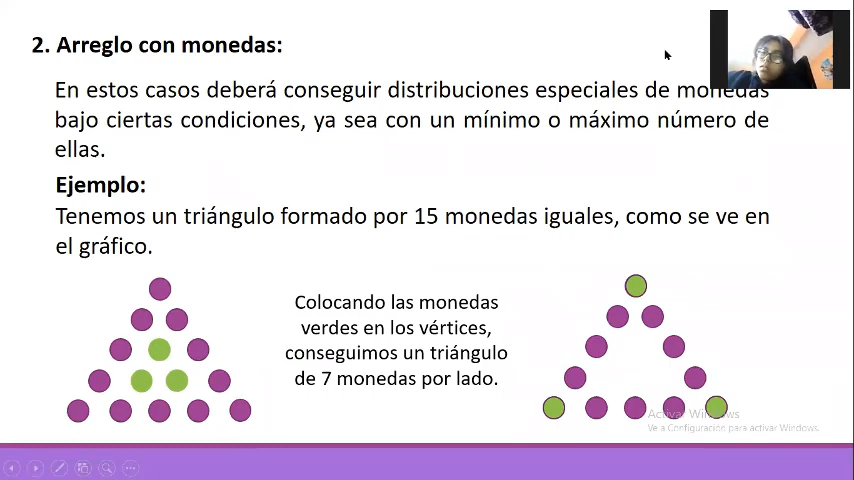 2. Arreglo con monedas:
En estos casos deberá conseguir distribuciones especiales de monedas
bajo ciertas condiciones, ya sea con un mínimo o máximo número de
ellas.
Ejemplo:
Tenemos un triángulo formado por 15 monedas iguales, como se ve en
el gráfico.
Colocando las monedas
verdes en los vértices,
conseguimos un triángulo
de 7 monedas por lado.
Activar Windows
Ve a Configuración para activar Windows.